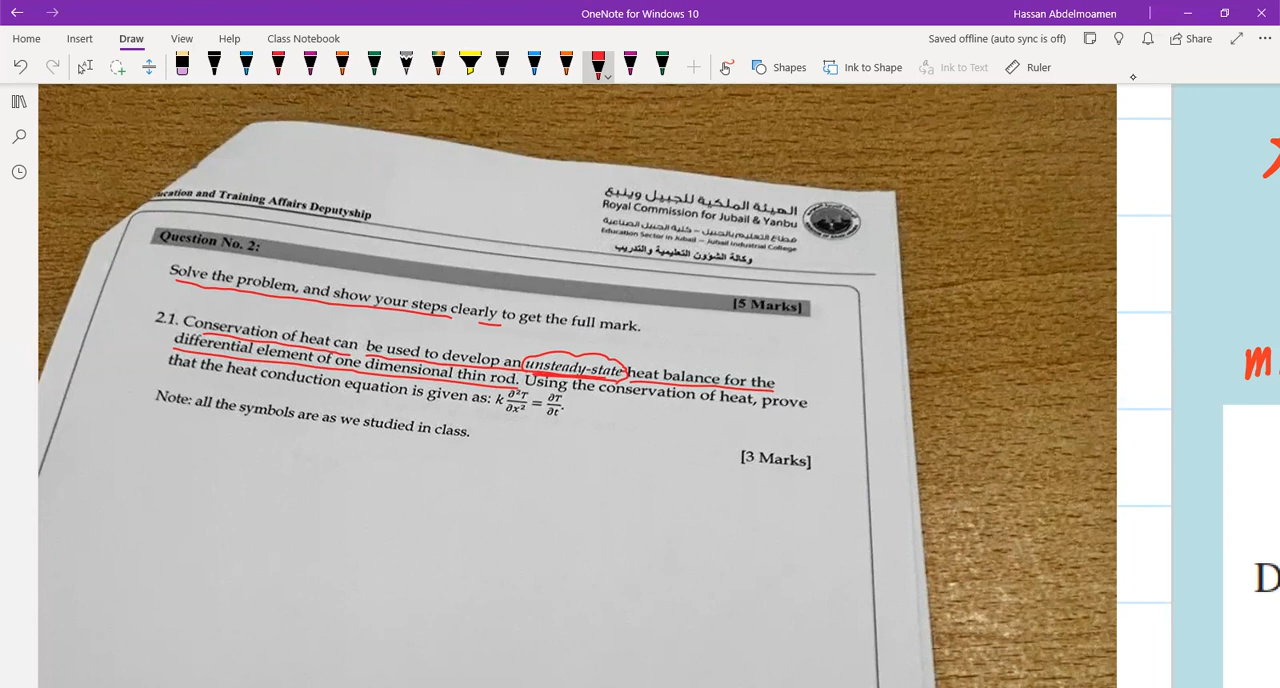 OneNote for Windows 10
Hassan Abdelmoamen
Home Insert Draw View Help Class Notebook
Saved offline (auto sync is off) Share
Shapes Ink to Shape Ink to Text Ruler
ucation and Training Affairs Deputyship
الهيئة الملكية للجبيل وينبع
Royal Commission for Jubail & Yanbu
قطاع التعليم بالجبيل – كلية الجبيل الصناعية
Education Sector in Jubail – Jubail Industrial College
وكالة الشؤون التعليمية والتدريب
Question No. 2:
[5 Marks]
Solve the problem, and show your steps clearly to get the full mark.
2.1. Conservation of heat can be used to develop an unsteady-state heat balance for the
differential element of one dimensional thin rod. Using the conservation of heat, prove
that the heat conduction equation is given as: k ∂²T/∂x² = ∂T/∂t.
Note: all the symbols are as we studied in class.
[3 Marks]
m
D